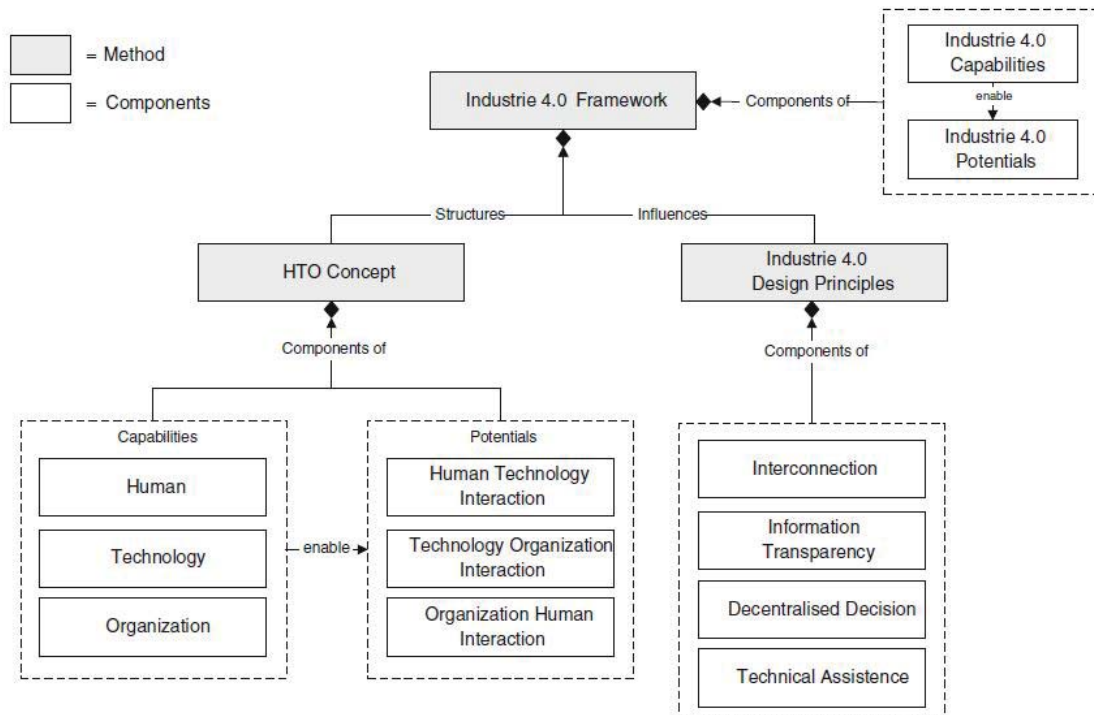 = Method
= Components
Industrie 4.0 Framework
Components of
Industrie 4.0
Capabilities
enable
Industrie 4.0
Potentials
Structures
Influences
HTO Concept
Industrie 4.0
Design Principles
Components of
Components of
Capabilities
Human
Technology
Organization
enable
Potentials
Human Technology
Interaction
Technology Organization
Interaction
Organization Human
Interaction
Interconnection
Information
Transparency
Decentralised Decision
Technical Assistence